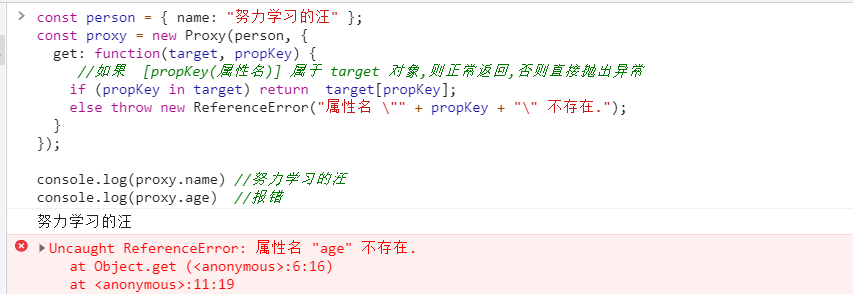 const person = { name: "努力学习的汪" };
const proxy = new Proxy(person, {
  get: function(target, propKey) {
     //如果  [propKey(属性名)] 属于 target 对象,则正常返回,否则直接抛出异常
    if (propKey in target) return  target[propKey];
    else throw new ReferenceError("属性名 \"" + propKey + "\" 不存在.");
  }
});

console.log(proxy.name) //努力学习的汪
console.log(proxy.age)  //报错
努力学习的汪
Uncaught ReferenceError: 属性名 "age" 不存在.
    at Object.get (<anonymous>:6:16)
    at <anonymous>:11:19